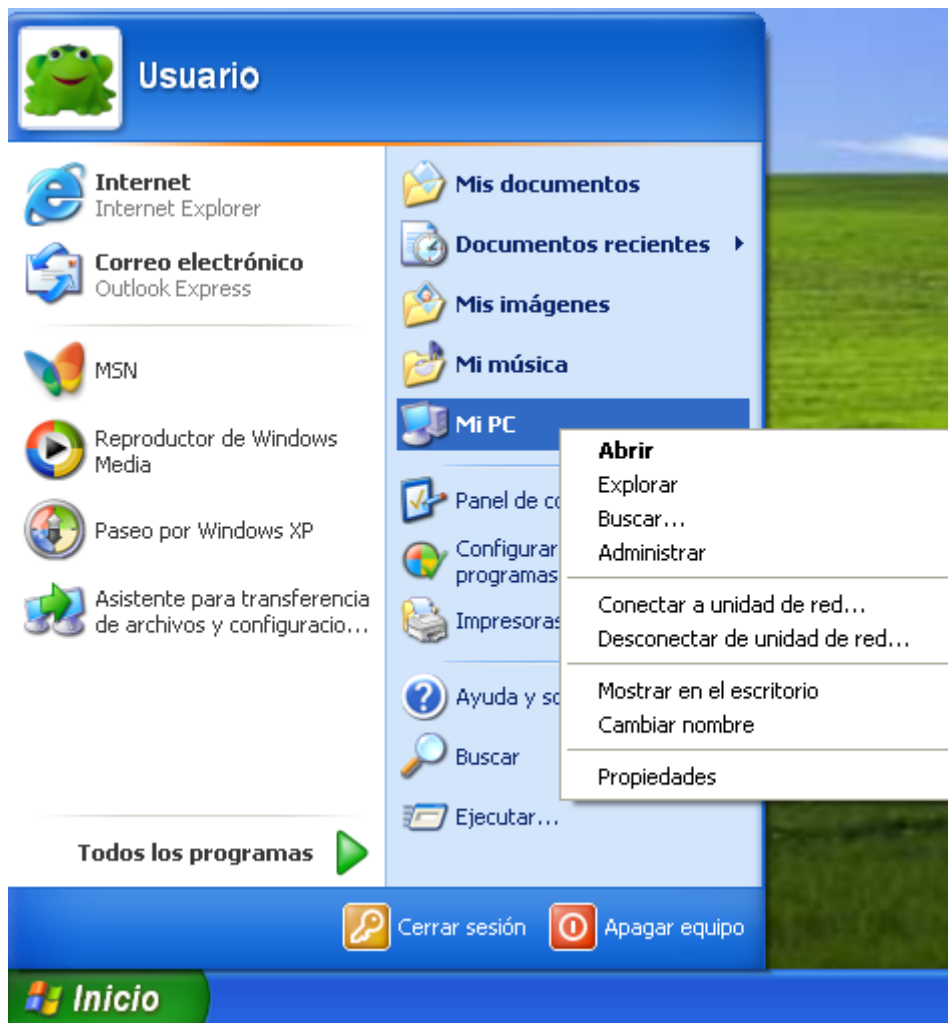 Usuario
Internet
Internet Explorer
Correo electrónico
Outlook Express
MSN
Reproductor de Windows
Media
Paseo por Windows XP
Asistente para transferencia
de archivos y configuracio...
Todos los programas
Mis documentos
Documentos recientes
Mis imágenes
Mi música
Mi PC
Panel de
Configurar
programas
Impresoras
Ayuda y
Buscar
Ejecutar...
Abrir
Explorar
Buscar...
Administrar
Conectar a unidad de red...
Desconectar de unidad de red...
Mostrar en el escritorio
Cambiar nombre
Propiedades
Cerrar sesión
Apagar equipo
Inicio